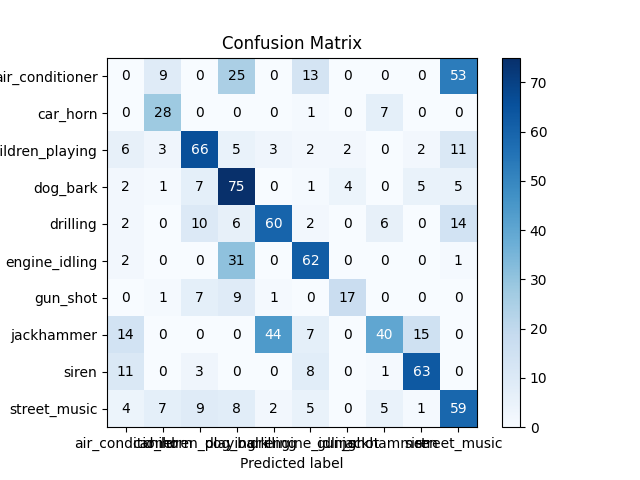 Confusion Matrix
air_conditioner 0 9 0 25 0 13 0 0 0 53
car_horn 0 28 0 0 0 1 0 7 0 0
ildren_playing 6 3 66 5 3 2 2 0 2 11
dog_bark 2 1 7 75 0 1 4 0 5 5
drilling 2 0 10 6 60 2 0 6 0 14
engine_idling 2 0 0 31 0 62 0 0 0 1
gun_shot 0 1 7 9 1 0 17 0 0 0
jackhammer 14 0 0 0 44 7 0 40 15 0
siren 11 0 3 0 0 8 0 1 63 0
street_music 4 7 9 8 2 5 0 5 1 59
street_music
Predicted label
70
60
50
40
30
20
10
0